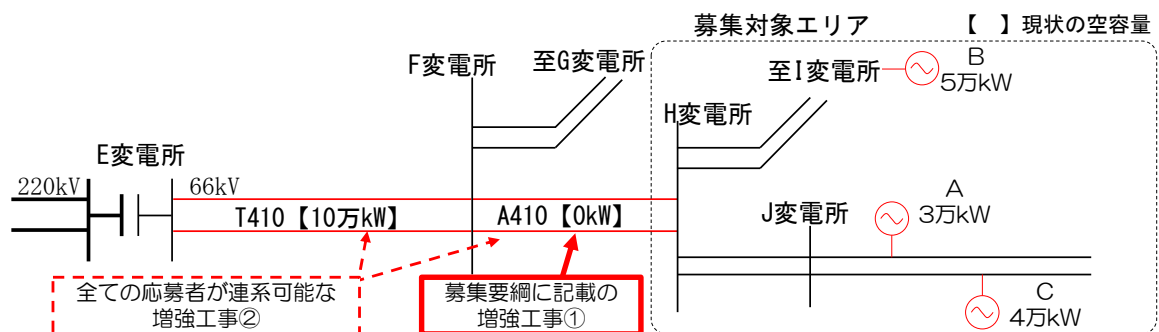 募集対象エリア
【　】現状の空容量
F変電所
至G変電所
至I変電所
B
5万kW
H変電所
E変電所
220kV
66kV
T410【10万kW】
A410【0kW】
J変電所
A
3万kW
全ての応募者が連系可能な
増強工事②
募集要綱に記載の
増強工事①
C
4万kW